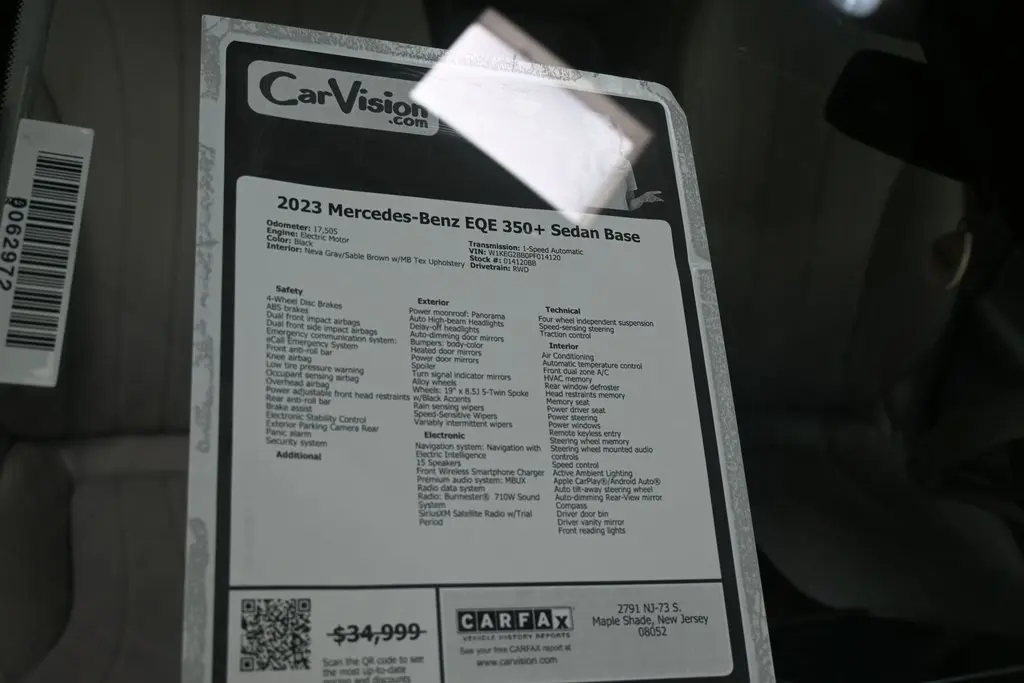 CarVision
.com
2023 Mercedes-Benz EQE 350+ Sedan Base
Odometer: 17,505
Engine: Electric Motor
Color: Black
Interior: Neva Gray/Sable Brown w/MB Tex Upholstery
Transmission: 1-Speed Automatic
VIN: W1KEG2BB0PF014120
Stock #: 014120BB
Drivetrain: RWD
Safety
4-Wheel Disc Brakes
ABS brakes
Dual front impact airbags
Dual front side impact airbags
Emergency communication system:
eCall Emergency System
Front anti-roll bar
Knee airbag
Low tire pressure warning
Occupant sensing airbag
Overhead airbag
Power adjustable front head restraints
Rear anti-roll bar
Brake assist
Electronic Stability Control
Exterior Parking Camera Rear
Panic alarm
Security system
Additional
Exterior
Power moonroof: Panorama
Auto High-beam Headlights
Delay-off headlights
Auto-dimming door mirrors
Bumpers: body-color
Heated door mirrors
Power door mirrors
Spoiler
Turn signal indicator mirrors
Alloy wheels
Wheels: 19" x 8.5J 5-Twin Spoke
w/Black Accents
Rain sensing wipers
Speed-Sensitive Wipers
Variably intermittent wipers
Electronic
Navigation system: Navigation with
Electric Intelligence
15 Speakers
Front Wireless Smartphone Charger
Premium audio system: MBUX
Radio data system
Radio: Burmester® 710W Sound
System
SiriusXM Satellite Radio w/Trial
Period
Technical
Four wheel independent suspension
Speed-sensing steering
Traction control
Interior
Air Conditioning
Automatic temperature control
Front dual zone A/C
HVAC memory
Rear window defroster
Head restraints memory
Memory seat
Power driver seat
Power steering
Power windows
Remote keyless entry
Steering wheel memory
Steering wheel mounted audio
controls
Speed control
Active Ambient Lighting
Apple CarPlay®/Android Auto®
Auto tilt-away steering wheel
Auto-dimming Rear-View mirror
Compass
Driver door bin
Driver vanity mirror
Front reading lights
$34,999
Scan the QR code to see
the most up-to-date
pricing and discounts
CARFAX
VEHICLE HISTORY REPORTS
See your free CARFAX report at
www.carvision.com
2791 NJ-73 S.
Maple Shade, New Jersey
08052
0062972